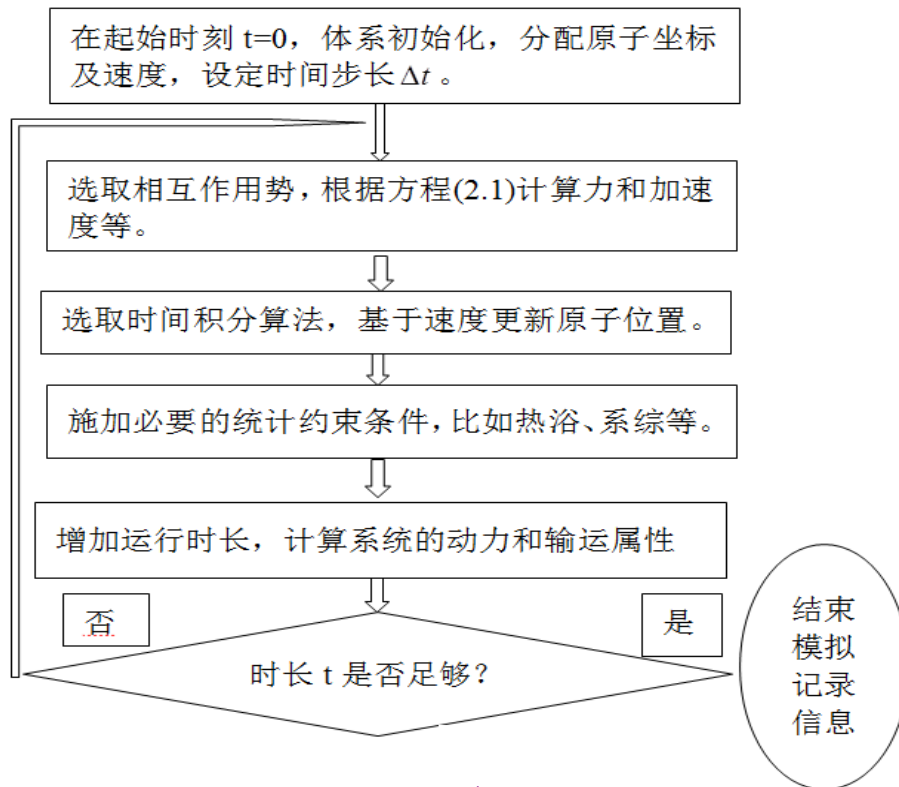 在起始时刻 t=0，体系初始化，分配原子坐标
及速度，设定时间步长 Δt 。
选取相互作用势，根据方程(2.1)计算力和加速
度等。
选取时间积分算法，基于速度更新原子位置。
施加必要的统计约束条件，比如热浴、系综等。
增加运行时长，计算系统的动力和输运属性
否
是
时长 t 是否足够？
结束
模拟
记录
信息